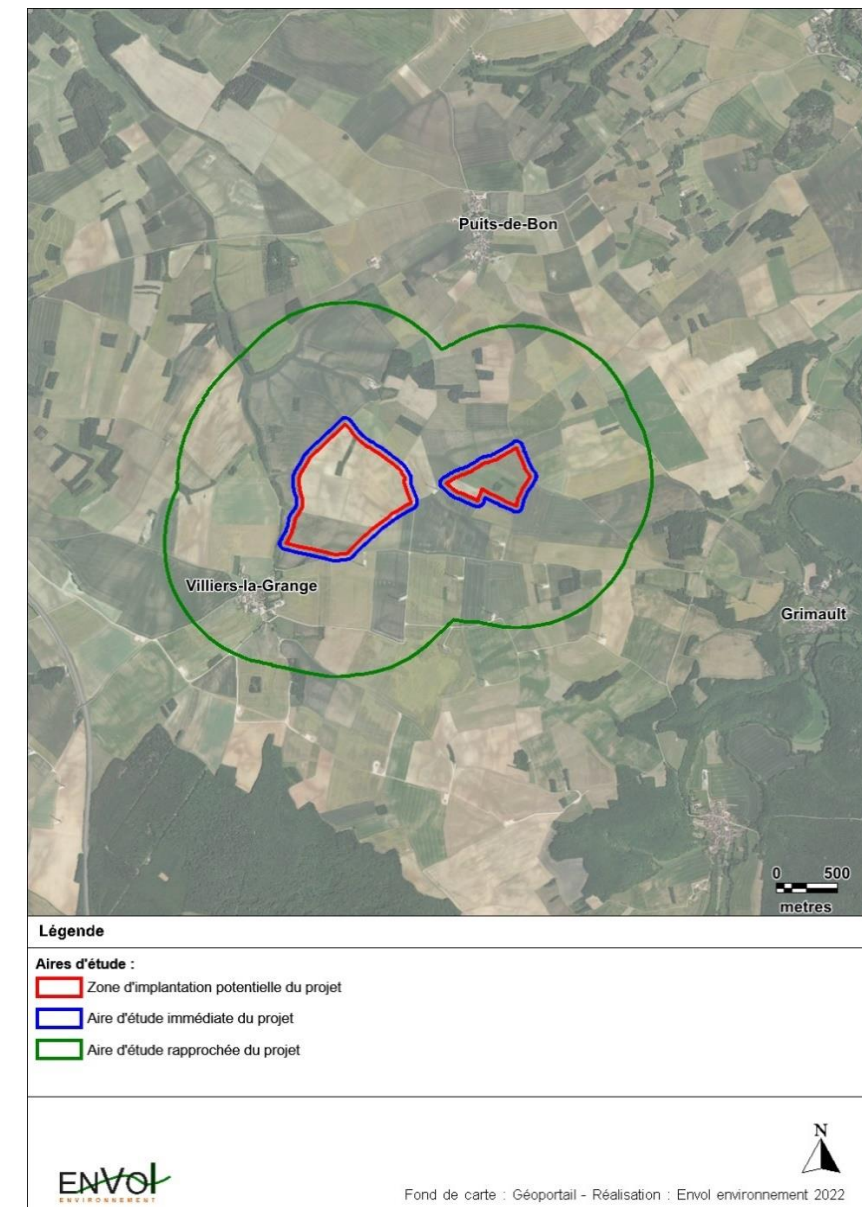 Puits-de-Bon
Villiers-la-Grange
Grimault
0 500
metres
Légende
Aires d'étude :
Zone d'implantation potentielle du projet
Aire d'étude immédiate du projet
Aire d'étude rapprochée du projet
N
ENVOl
ENVIRONNEMENT
Fond de carte : Géoportail - Réalisation : Envol environnement 2022